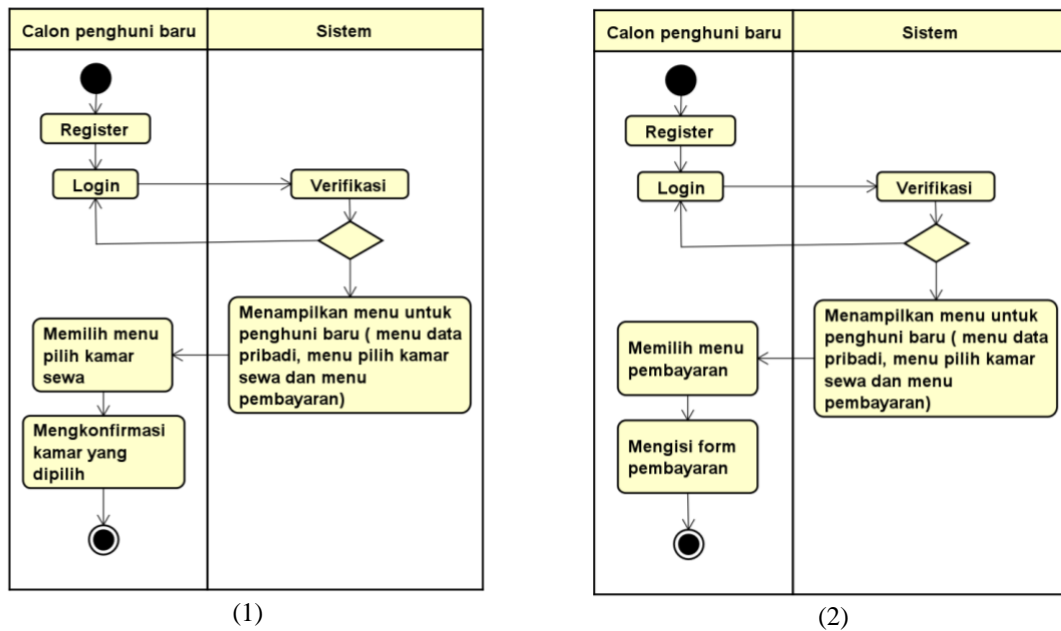 Calon penghuni baru
Sistem
Register
Login
Verifikasi
Menampilkan menu untuk
penghuni baru ( menu data
pribadi, menu pilih kamar
sewa dan menu
pembayaran)
Memilih menu
pilih kamar
sewa
Mengkonfirmasi
kamar yang
dipilih
(1)
Calon penghuni baru
Sistem
Register
Login
Verifikasi
Menampilkan menu untuk
penghuni baru ( menu data
pribadi, menu pilih kamar
sewa dan menu
pembayaran)
Memilih menu
pembayaran
Mengisi form
pembayaran
(2)